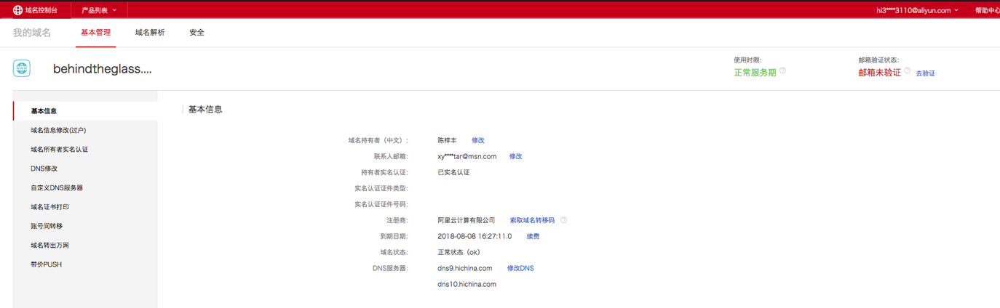 域名控制台 产品列表 hi3****3110@aliyun.com 帮助中心
我的域名 基本管理 域名解析 安全
behindtheglass....
使用时限: 邮箱验证状态:
正常服务期 邮箱未验证 去验证
基本信息
域名信息修改(过户)
域名所有者实名认证
DNS修改
自定义DNS服务器
域名证书打印
账号间转移
域名转出万网
带价PUSH
基本信息
域名持有者（中文）: 陈梓丰 修改
联系人邮箱: xy****tar@msn.com 修改
持有者实名认证: 已实名认证
实名认证证件类型:
实名认证证件号码:
注册商: 阿里云计算有限公司 索取域名转移码
到期日期: 2018-08-08 16:27:11.0 续费
域名状态: 正常状态（ok）
DNS服务器: dns9.hichina.com 修改DNS
dns10.hichina.com